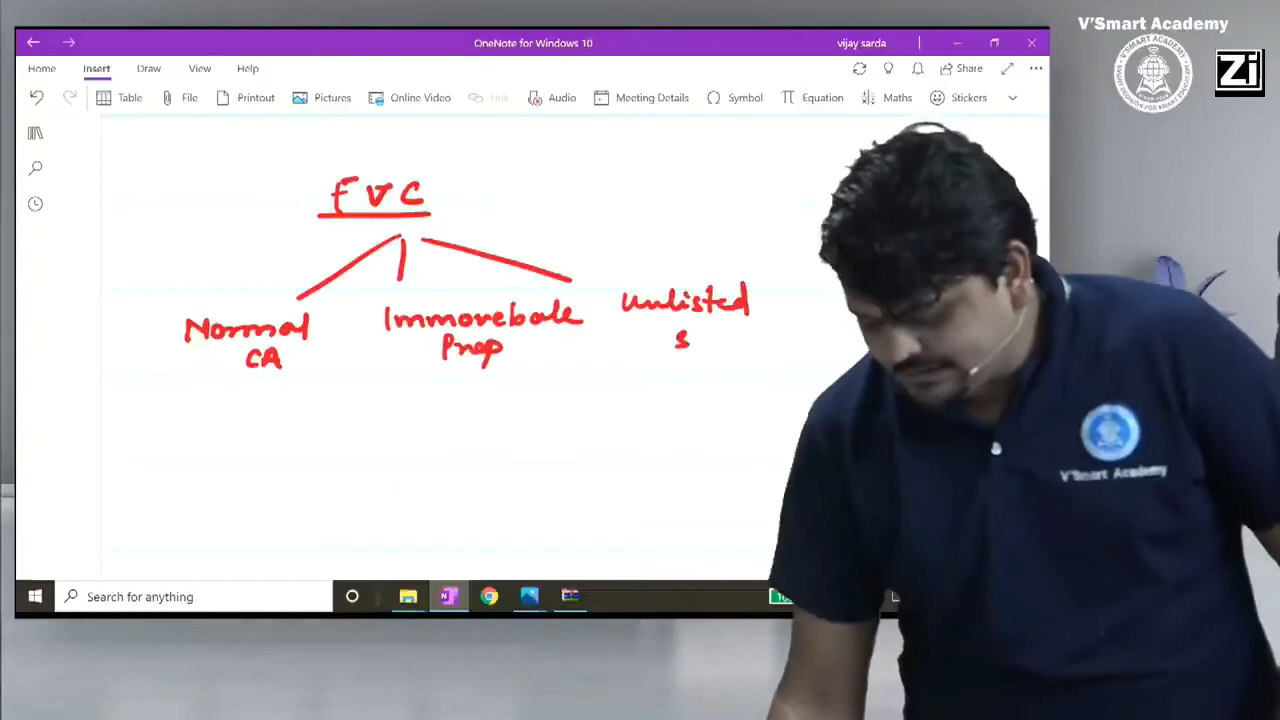 V'Smart Academy
OneNote for Windows 10
vijay sarda
Home Insert Draw View Help
Share
Table File Printout Pictures Online Video Link Audio Meeting Details Symbol Equation Maths Stickers
Zi
FVC
Normal CA
Immovebale Prop
Unlisted S
V'Smart Academy
Search for anything